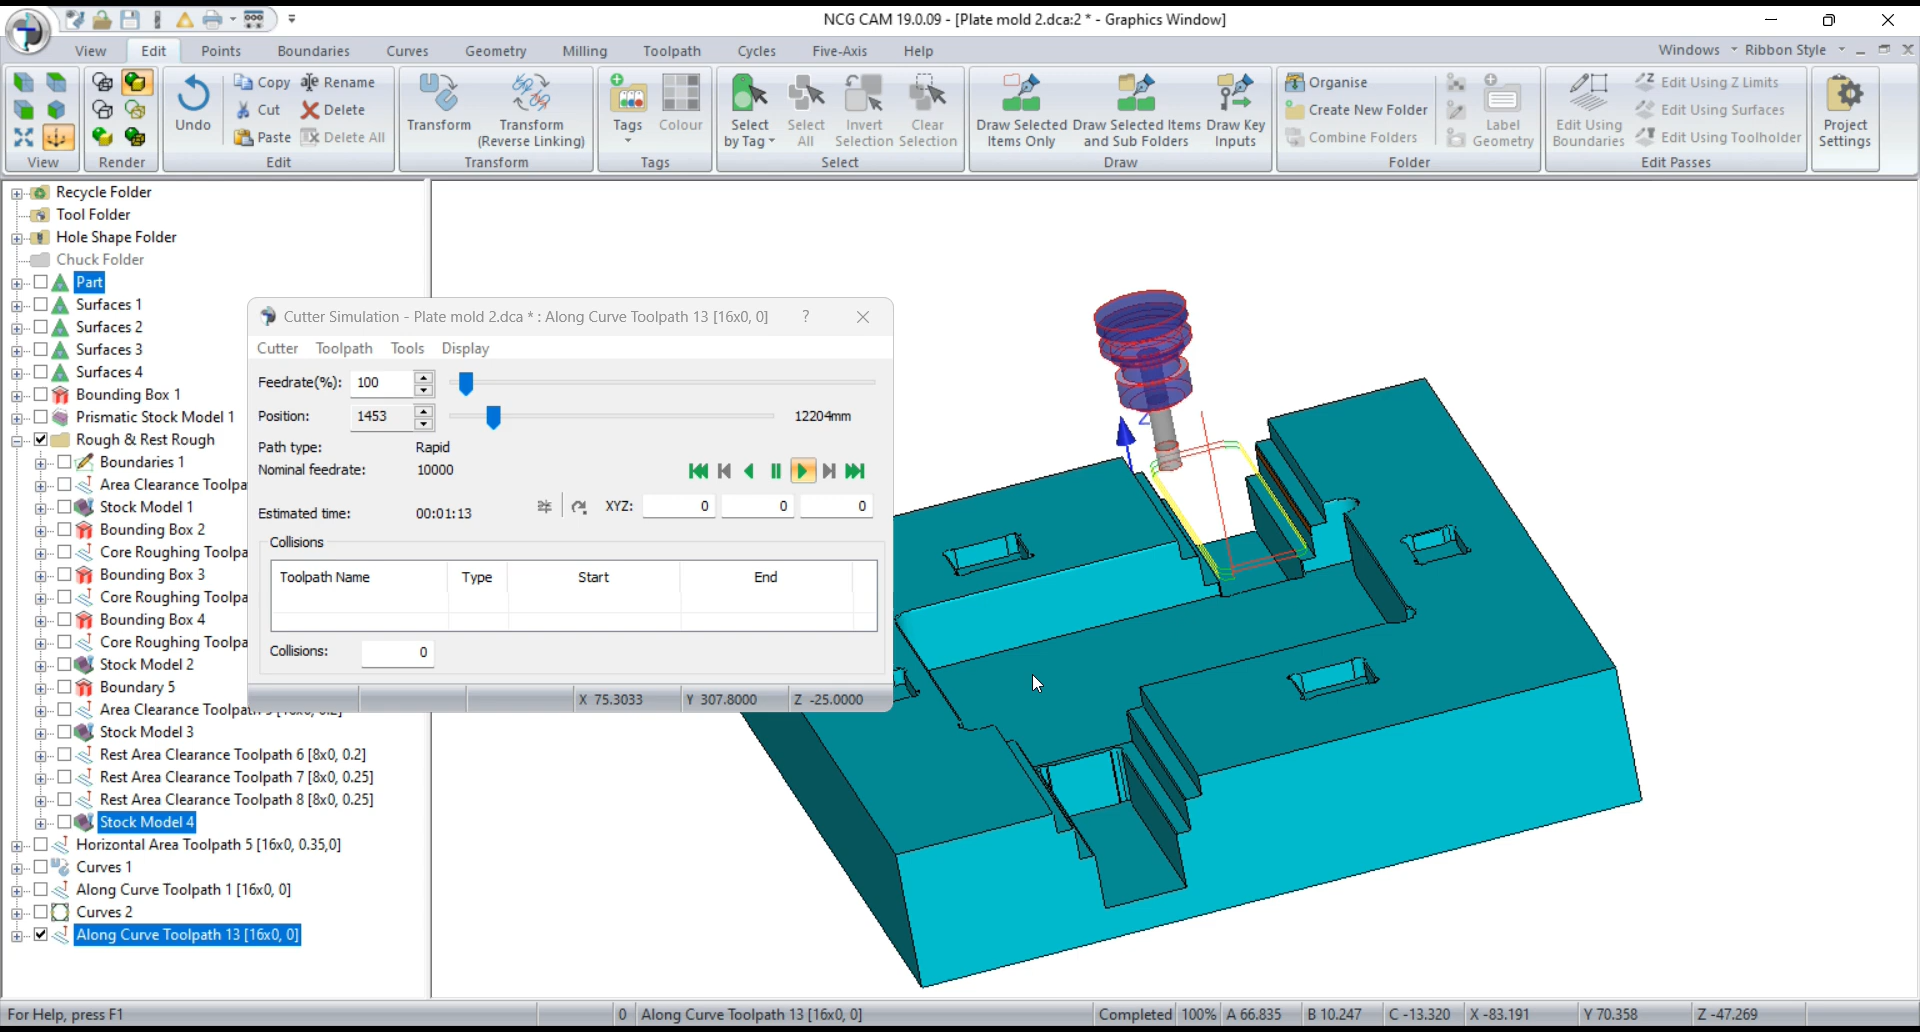 NCG CAM 19.0.09 - [Plate mold 2.dca:2 * - Graphics Window]
View Edit Points Boundaries Curves Geometry Milling Toolpath Cycles Five-Axis Help
Windows Ribbon Style
View
Render
Undo
Copy Rename
Cut Delete
Paste Delete All
Edit
Transform
Transform
(Reverse Linking)
Transform
Tags Colour
Tags
Select
by Tag
Select
All
Invert
Selection
Clear
Selection
Select
Draw Selected
Items Only
Draw Selected Items
and Sub Folders
Draw Key
Inputs
Draw
Organise
Create New Folder
Combine Folders
Label
Geometry
Folder
Edit Using
Boundaries
Edit Using Z Limits
Edit Using Surfaces
Edit Using Toolholder
Edit Passes
Project
Settings
Recycle Folder
Tool Folder
Hole Shape Folder
Chuck Folder
Part
Surfaces 1
Surfaces 2
Surfaces 3
Surfaces 4
Bounding Box 1
Prismatic Stock Model 1
Rough & Rest Rough
Boundaries 1
Area Clearance Toolpa
Stock Model 1
Bounding Box 2
Core Roughing Toolpa
Bounding Box 3
Core Roughing Toolpa
Bounding Box 4
Core Roughing Toolpa
Stock Model 2
Boundary 5
Area Clearance Toolpath
Stock Model 3
Rest Area Clearance Toolpath 6 [8x0, 0.2]
Rest Area Clearance Toolpath 7 [8x0, 0.25]
Rest Area Clearance Toolpath 8 [8x0, 0.25]
Stock Model 4
Horizontal Area Toolpath 5 [16x0, 0.35,0]
Curves 1
Along Curve Toolpath 1 [16x0, 0]
Curves 2
Along Curve Toolpath 13 [16x0, 0]
Cutter Simulation - Plate mold 2.dca * : Along Curve Toolpath 13 [16x0, 0] ?
Cutter Toolpath Tools Display
Feedrate(%): 100
Position: 1453 12204mm
Path type: Rapid
Nominal feedrate: 10000
Estimated time: 00:01:13 XYZ: 0 0 0
Collisions
Toolpath Name Type Start End
Collisions: 0
X 75.3033 Y 307.8000 Z -25.0000
Z
For Help, press F1 0 Along Curve Toolpath 13 [16x0, 0] Completed 100% A 66.835 B 10.247 C -13.320 X -83.191 Y 70.358 Z -47.269